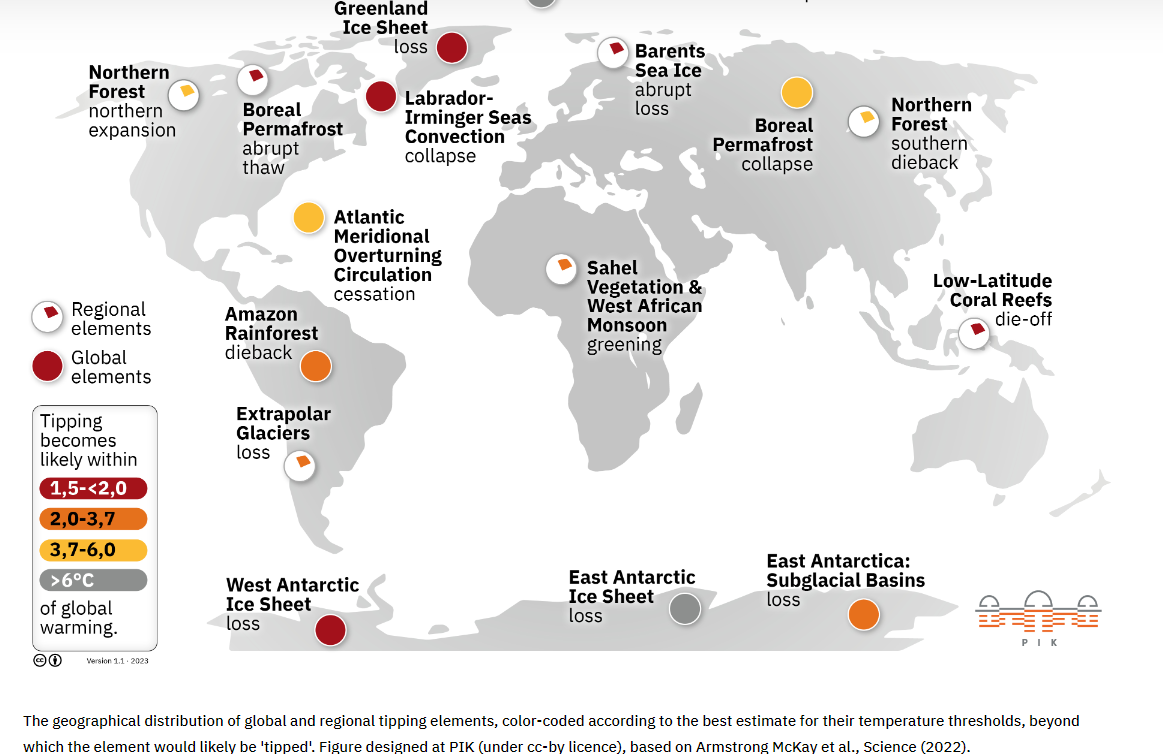 Greenland
Ice Sheet
loss
Barents
Sea Ice
abrupt
loss
Northern
Forest
northern
expansion
Boreal
Permafrost
abrupt
thaw
Labrador-
Irminger Seas
Convection
collapse
Boreal
Permafrost
collapse
Northern
Forest
southern
dieback
Atlantic
Meridional
Overturning
Circulation
cessation
Sahel
Vegetation &
West African
Monsoon
greening
Low-Latitude
Coral Reefs
die-off
Regional
elements
Global
elements
Amazon
Rainforest
dieback
Extrapolar
Glaciers
loss
Tipping
becomes
likely within
1,5-<2,0
2,0-3,7
3,7-6,0
>6°C
of global
warming.
West Antarctic
Ice Sheet
loss
East Antarctic
Ice Sheet
loss
East Antarctica:
Subglacial Basins
loss
P I K
cc Version 1.1 · 2023
The geographical distribution of global and regional tipping elements, color-coded according to the best estimate for their temperature thresholds, beyond
which the element would likely be 'tipped'. Figure designed at PIK (under cc-by licence), based on Armstrong McKay et al., Science (2022).